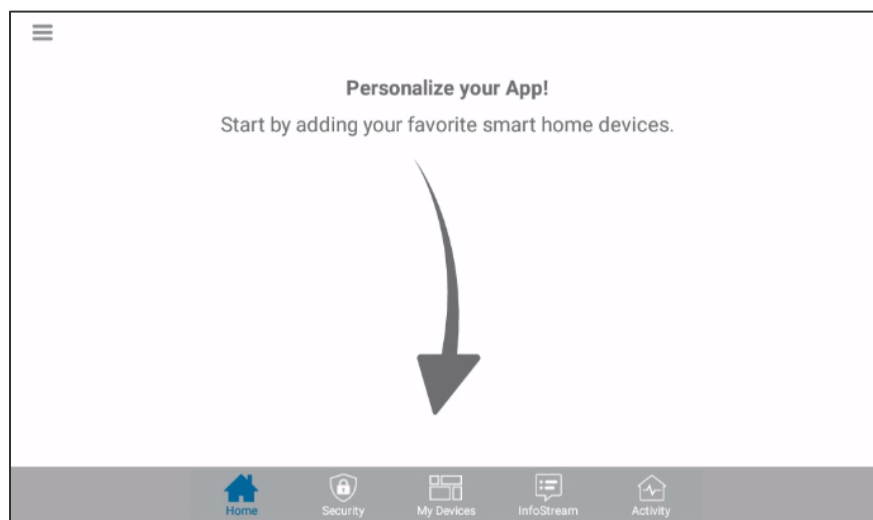 Personalize your App!
Start by adding your favorite smart home devices.
Home Security My Devices InfoStream Activity